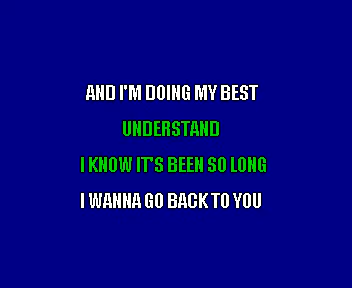 AND I'M DOING MY BEST
UNDERSTAND
I KNOW IT'S BEEN SO LONG
I WANNA GO BACK TO YOU